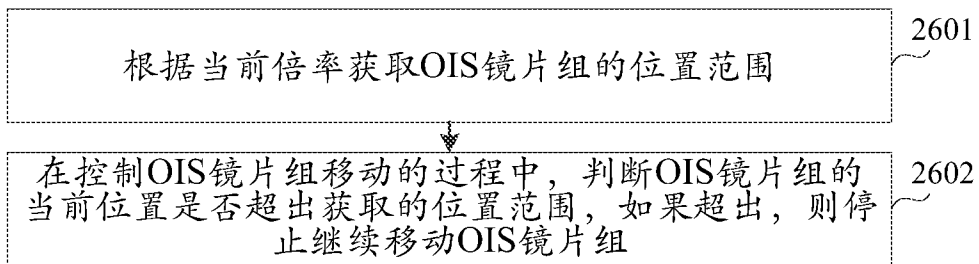 2601
根据当前倍率获取OIS镜片组的位置范围
在控制OIS镜片组移动的过程中，判断OIS镜片组的
2602
当前位置是否超出获取的位置范围，如果超出，则停
止继续移动OIS镜片组